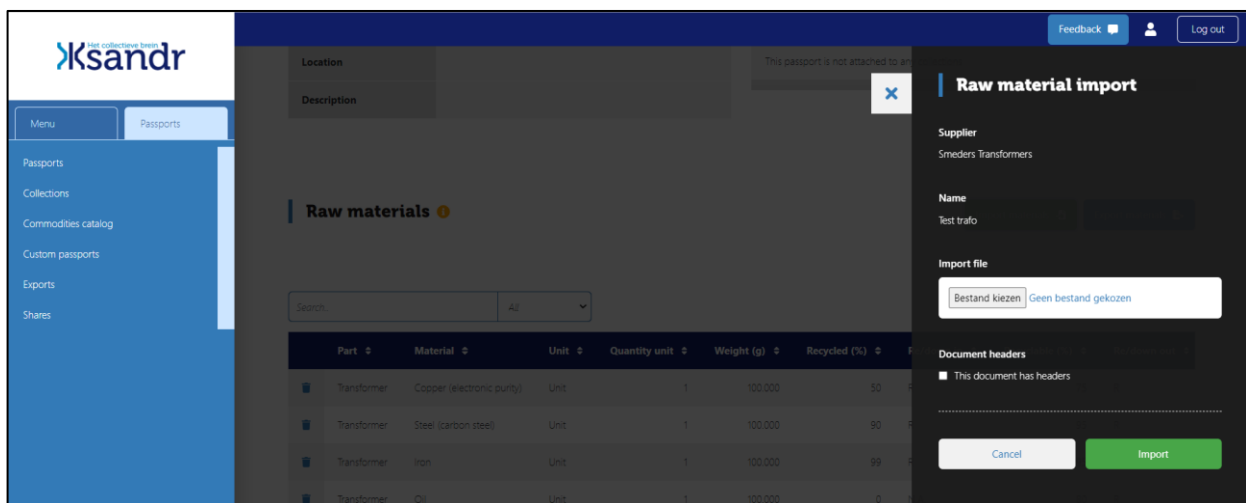 Het collectieve brein
Ksandr
Feedback
Log out
Menu
Passports
Passports
Collections
Commodities catalog
Custom passports
Exports
Shares
Location
This passport is not attached to any
Description
Raw materials
Search..
All
Part Material Unit Quantity unit Weight (g) Recycled (%)
Transformer Copper (electronic purity) Unit 1 100.000 50
Transformer Steel (carbon steel) Unit 1 100.000 90
Transformer Iron Unit 1 100.000 99
Transformer Oil Unit 1 100.000 0
Raw material import
Supplier
Smeders Transformers
Name
Test trafo
Import file
Bestand kiezen Geen bestand gekozen
Document headers
This document has headers
Cancel
Import